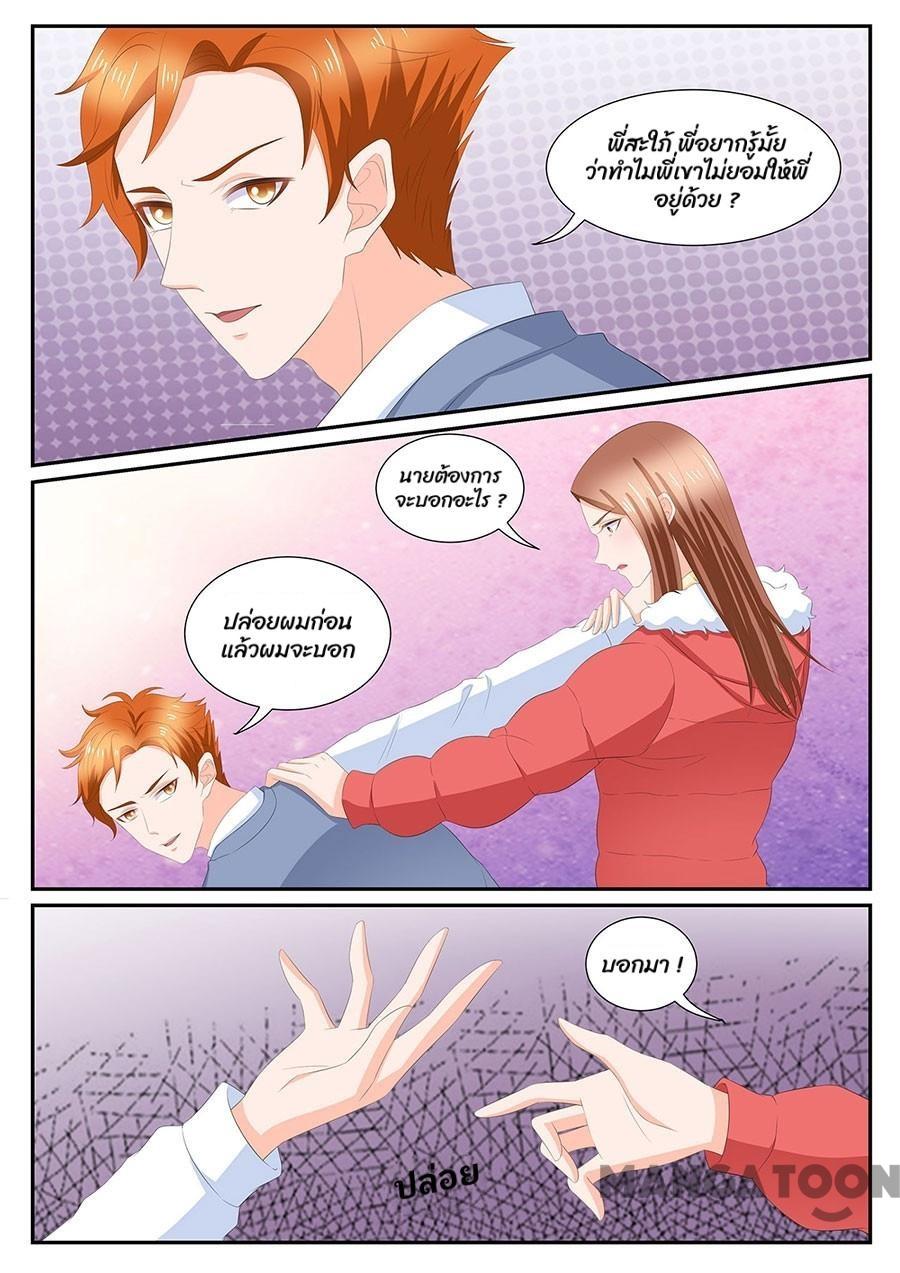 พี่สะใภ้ พี่อยากรู้มั้ย
ว่าทำไมพี่เขาไม่ยอมให้พี่
อยู่ด้วย ?
นายต้องการ
จะบอกอะไร ?
ปล่อยผมก่อน
แล้วผมจะบอก
บอกมา !
ปล่อย
MANGATOON